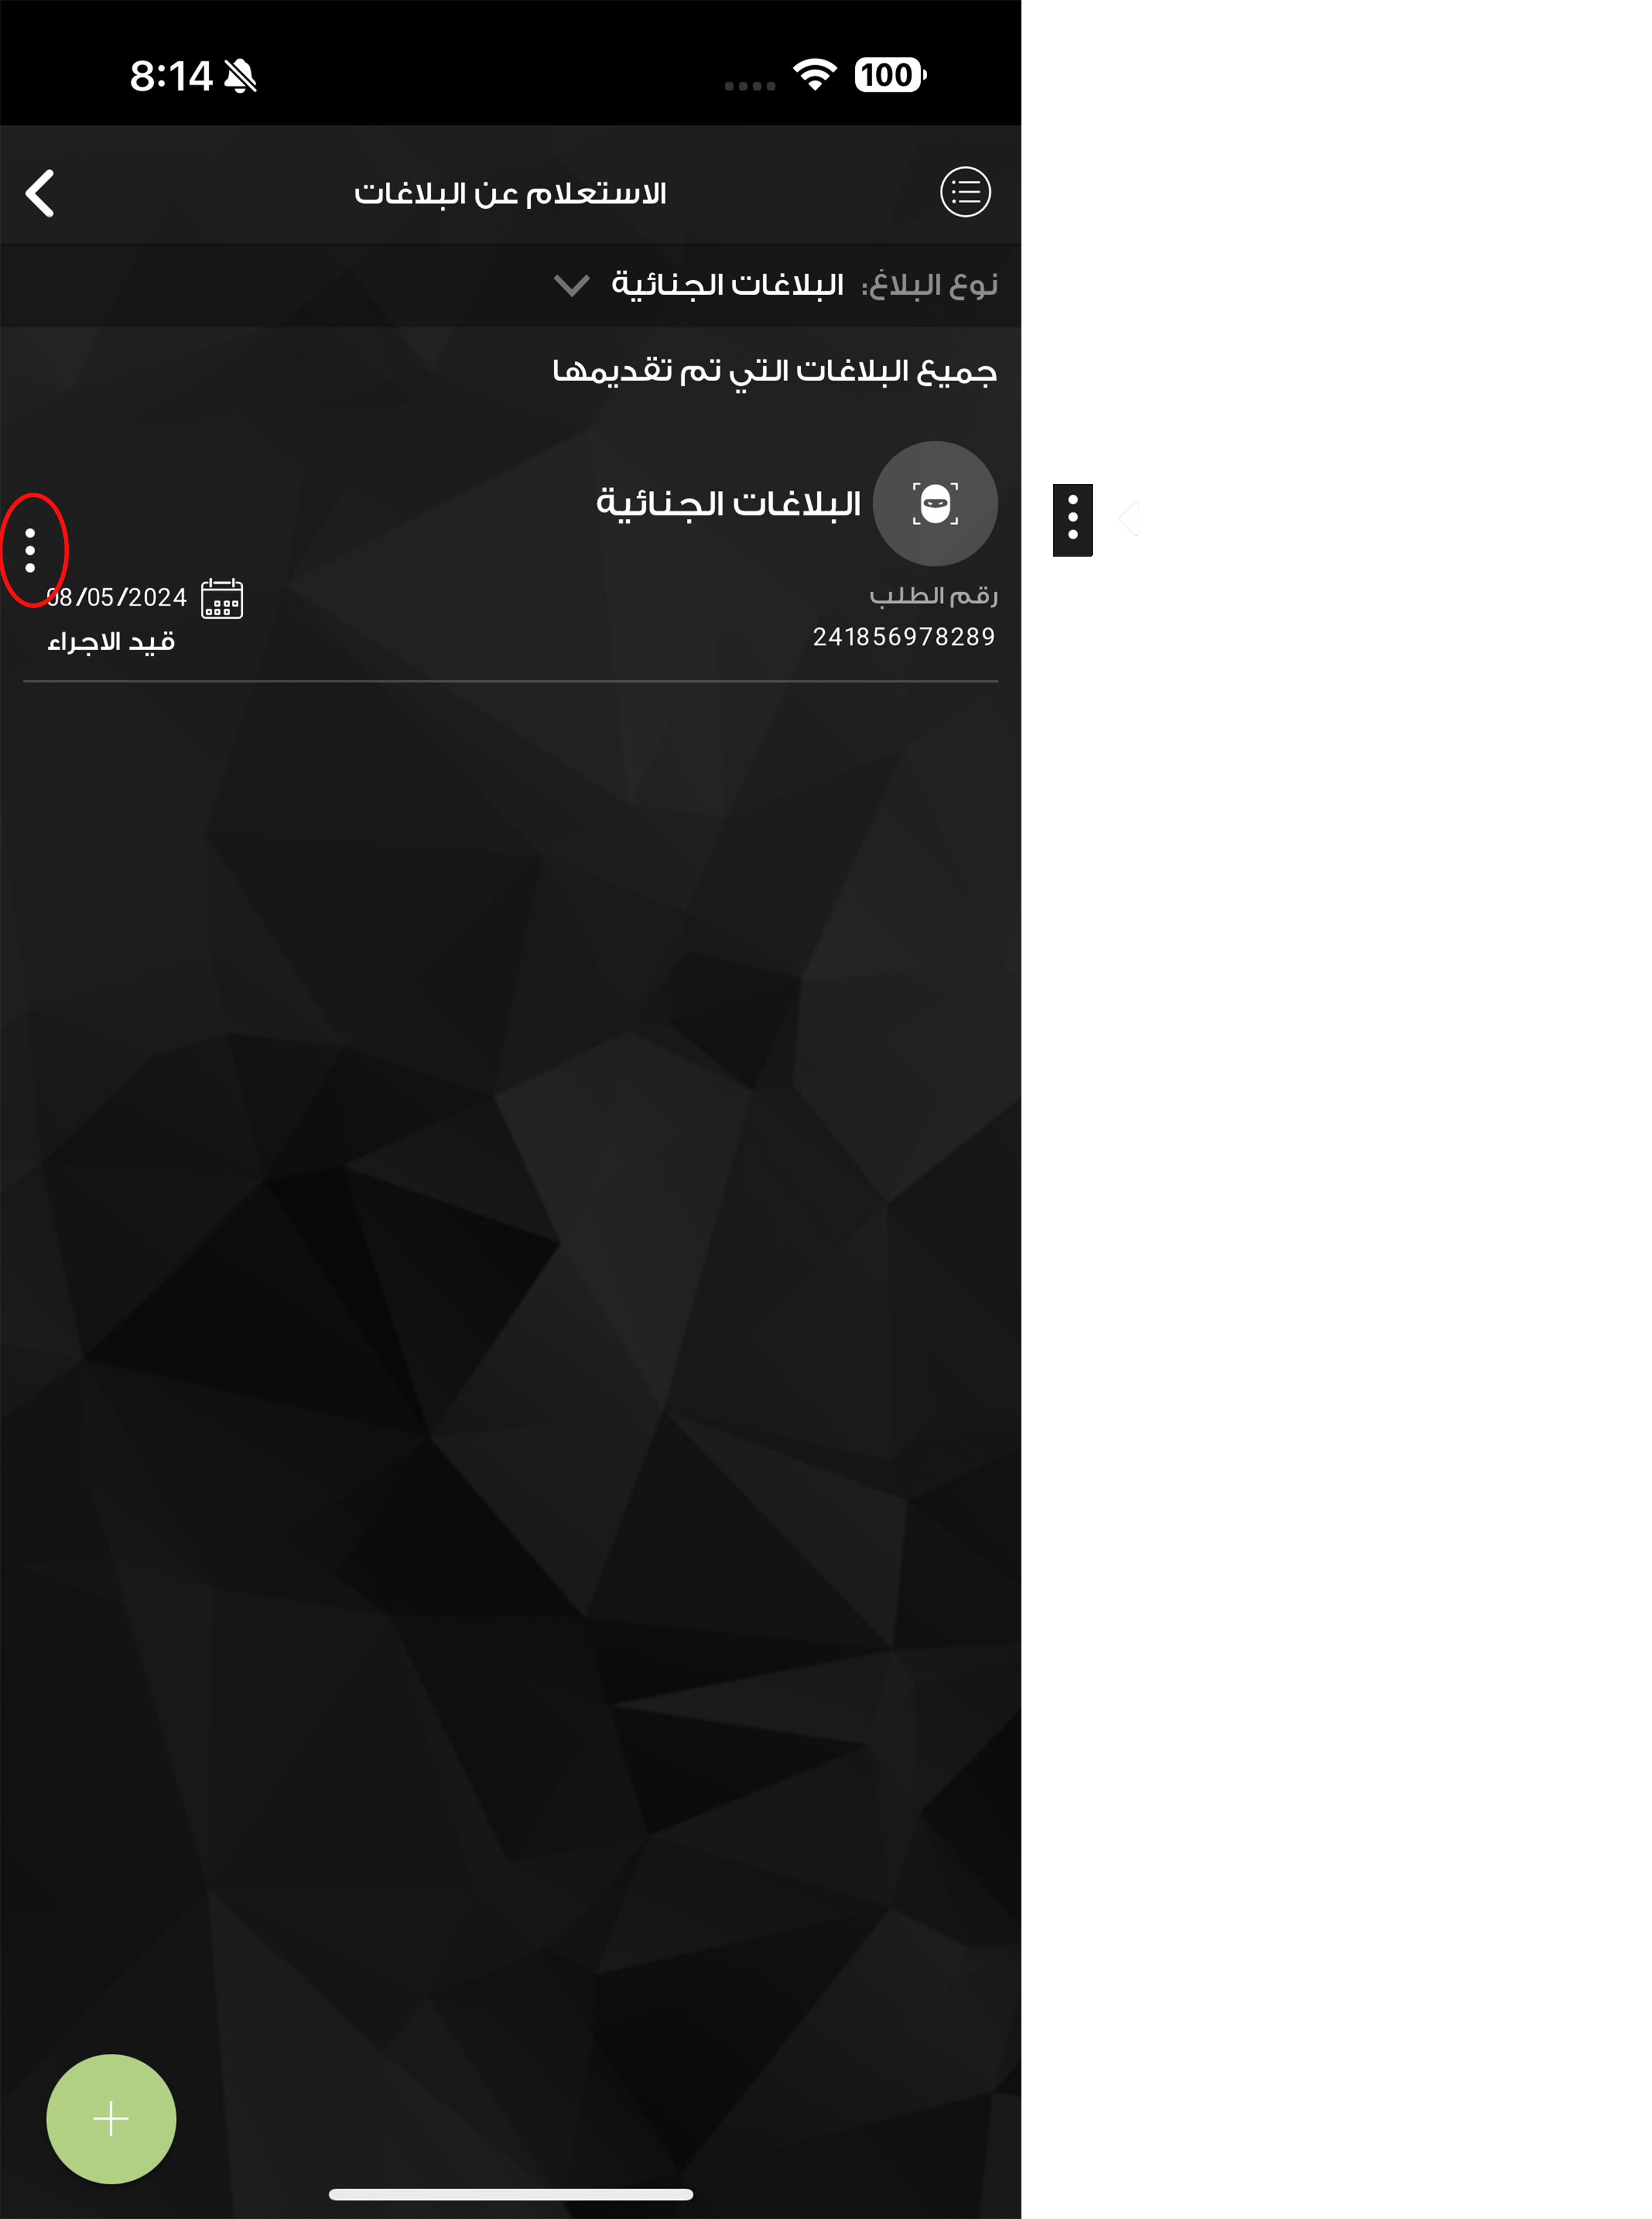 8:14
100
الاستعلام عن البلاغات
نوع البلاغ: البلاغات الجنائية
جميع البلاغات التي تم تقديمها
البلاغات الجنائية
رقم الطلب
08/05/2024
241856978289
قيد الاجراء